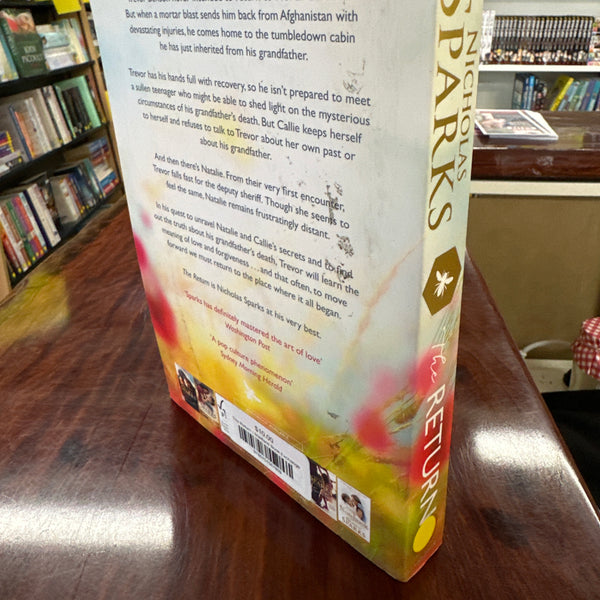 But when a mortar blast sends him back from Afghanistan with
devastating injuries, he comes home to the tumbledown cabin
he has just inherited from his grandfather.
Trevor has his hands full with recovery, so he isn't prepared to meet
a sullen teenager who might be able to shed light on the mysterious
circumstances of his grandfather's death. But Callie keeps herself
to herself and refuses to talk to Trevor about her own past or
about his grandfather.
And then there's Natalie. From their very first encounter,
Trevor falls fast for the deputy sheriff. Though she seems to
feel the same, Natalie remains frustratingly distant.
In his quest to unravel Natalie and Callie's secrets and to find
out the truth about his grandfather's death, Trevor will learn the
meaning of love and forgiveness . . . and that often, to move
forward we must return to the place where it all began.
The Return is Nicholas Sparks at his very best.
'Sparks has definitely mastered the art of love'
Washington Post
'A pop culture phenomenon'
Sydney Morning Herald
$10.00
NICHOLAS
SPARKS
the RETURN